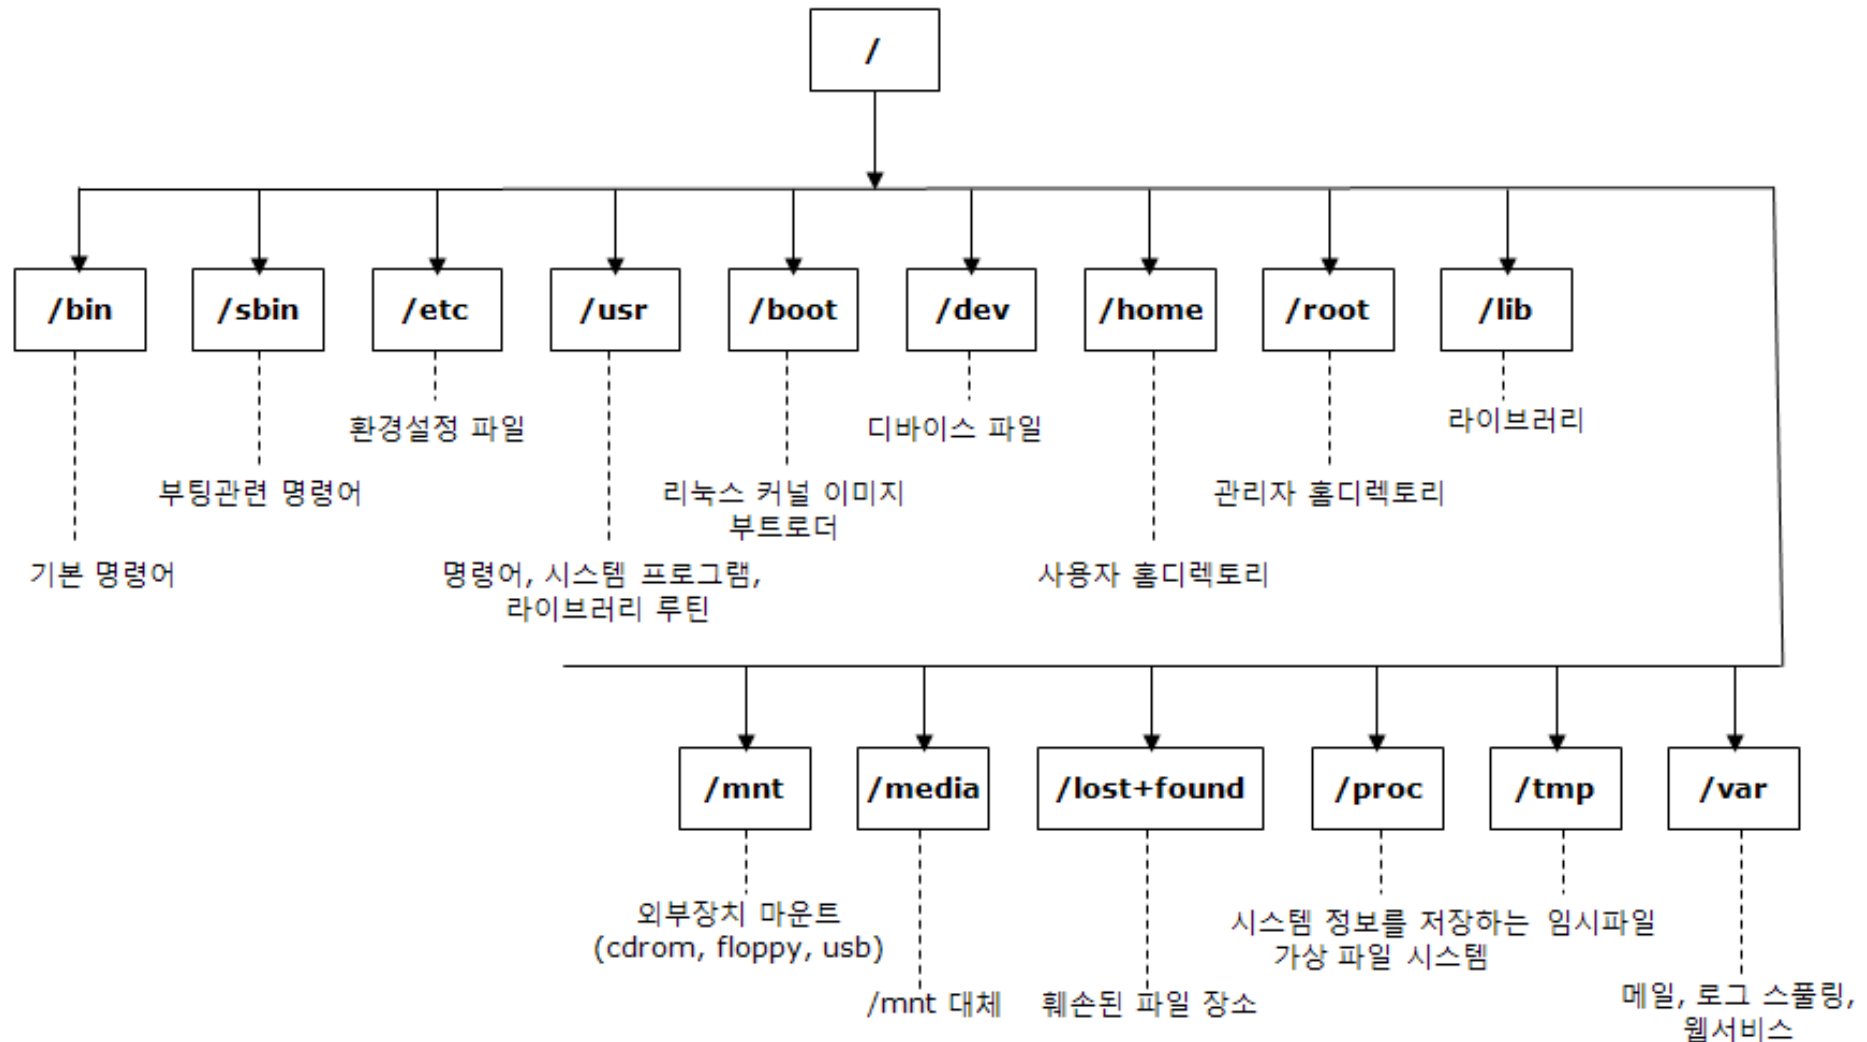 /
/bin
/sbin
/etc
/usr
/boot
/dev
/home
/root
/lib
환경설정 파일
디바이스 파일
라이브러리
부팅관련 명령어
리눅스 커널 이미지
부트로더
관리자 홈디렉토리
기본 명령어
명령어, 시스템 프로그램,
라이브러리 루틴
사용자 홈디렉토리
/mnt
/media
/lost+found
/proc
/tmp
/var
외부장치 마운트
(cdrom, floppy, usb)
시스템 정보를 저장하는
가상 파일 시스템
임시파일
/mnt 대체
훼손된 파일 장소
메일, 로그 스풀링,
웹서비스